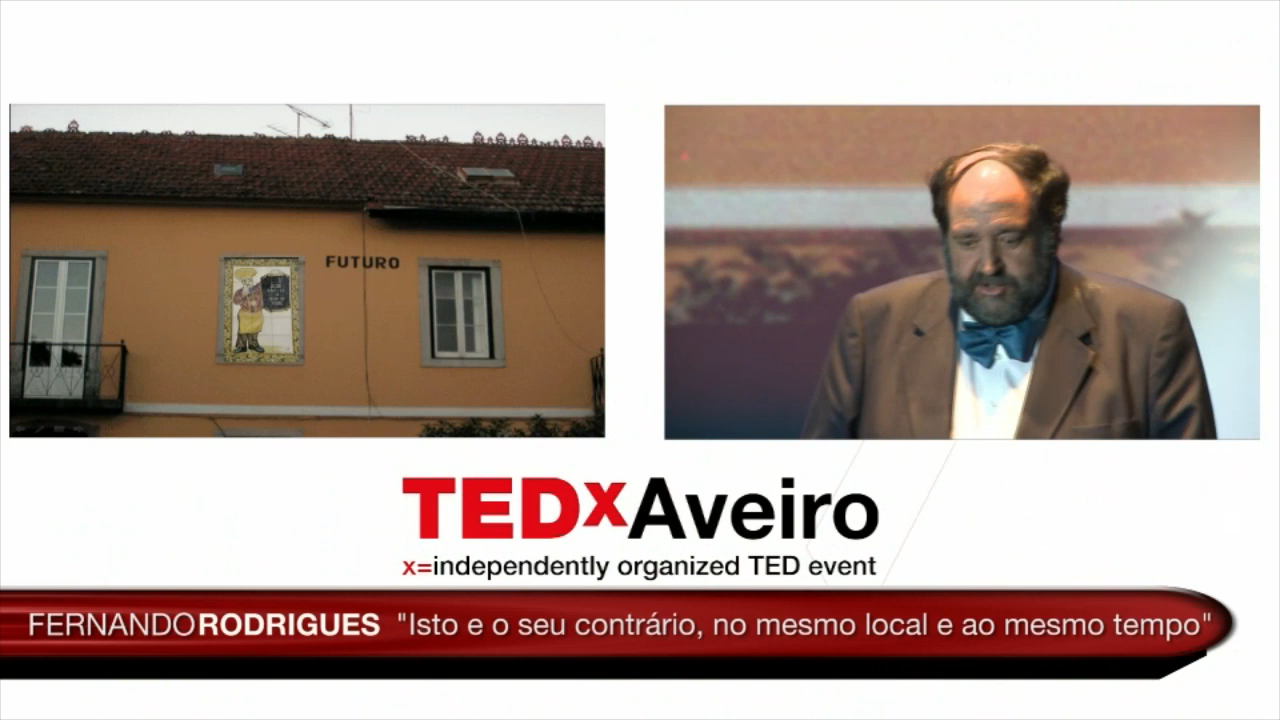 FUTURO
TEDxAveiro
x=independently organized TED event
FERNANDORODRIGUES "Isto e o seu contrário, no mesmo local e ao mesmo tempo"